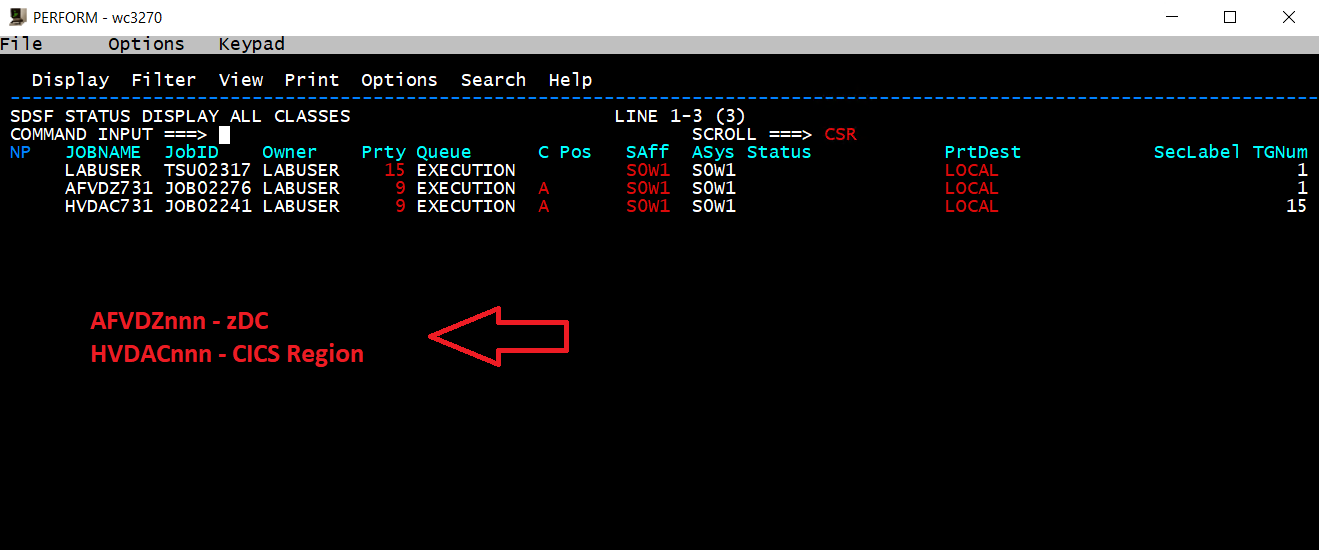 PERFORM - wc3270
File Options Keypad
Display Filter View Print Options Search Help
SDSF STATUS DISPLAY ALL CLASSES LINE 1-3 (3)
COMMAND INPUT ===> SCROLL ===> CSR
NP JOBNAME JobID Owner Prty Queue C Pos SAff ASys Status PrtDest SecLabel TGNum
LABUSER TSU02317 LABUSER 15 EXECUTION S0W1 S0W1 LOCAL 1
AFVDZ731 JOB02276 LABUSER 9 EXECUTION A S0W1 S0W1 LOCAL 1
HVDAC731 JOB02241 LABUSER 9 EXECUTION A S0W1 S0W1 LOCAL 15
AFVDZnnn - zDC
HVDACnnn - CICS Region